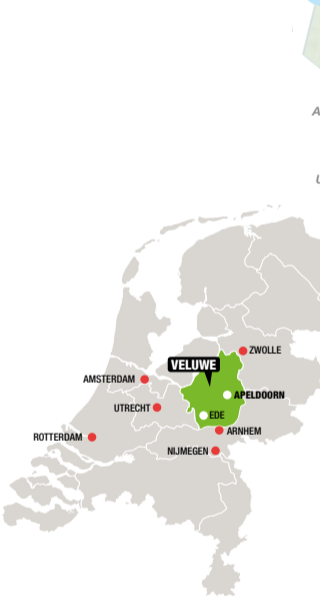 ZWOLLE
VELUWE
AMSTERDAM
APELDOORN
UTRECHT
EDE
ARNHEM
ROTTERDAM
NIJMEGEN